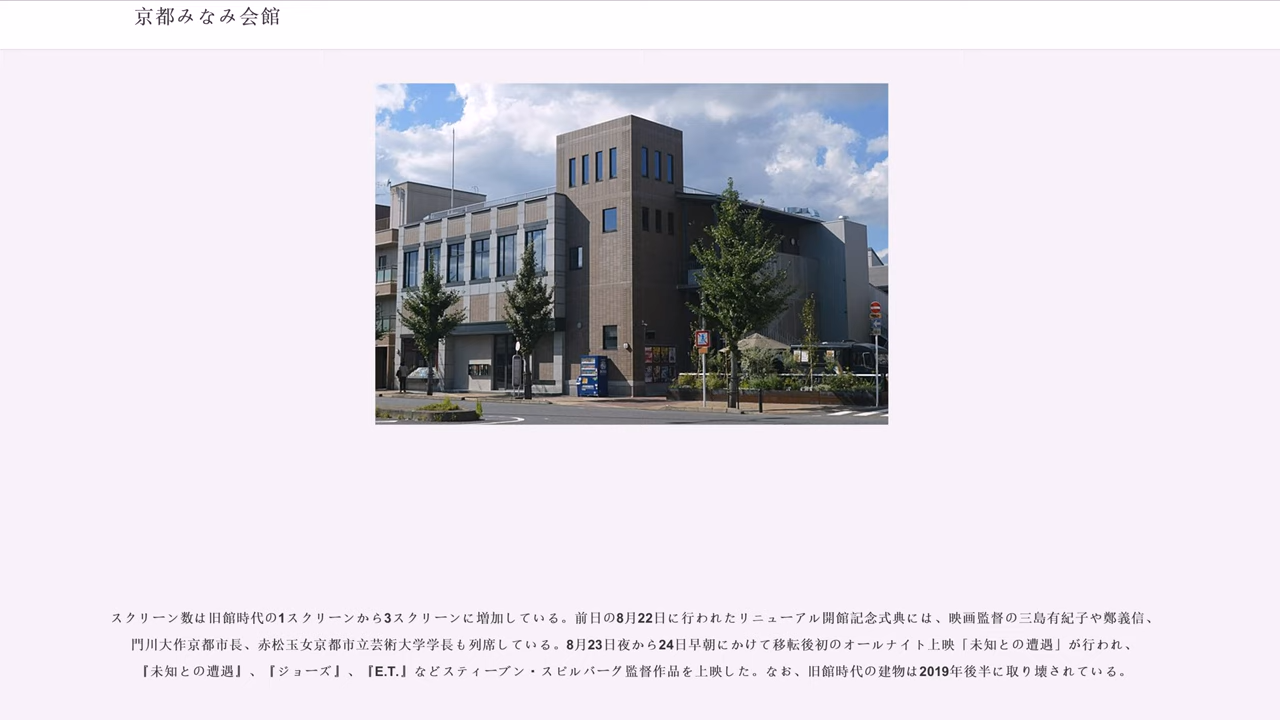 京都みなみ会館
スクリーン数は旧館時代の1スクリーンから3スクリーンに増加している。前日の8月22日に行われたリニューアル開館記念式典には、映画監督の三島有紀子や鄭義信、
門川大作京都市長、赤松玉女京都市立芸術大学学長も列席している。8月23日夜から24日早朝にかけて移転後初のオールナイト上映「未知との遭遇」が行われ、
『未知との遭遇』、『ジョーズ』、『E.T.』などスティーブン・スピルバーグ監督作品を上映した。なお、旧館時代の建物は2019年後半に取り壊されている。